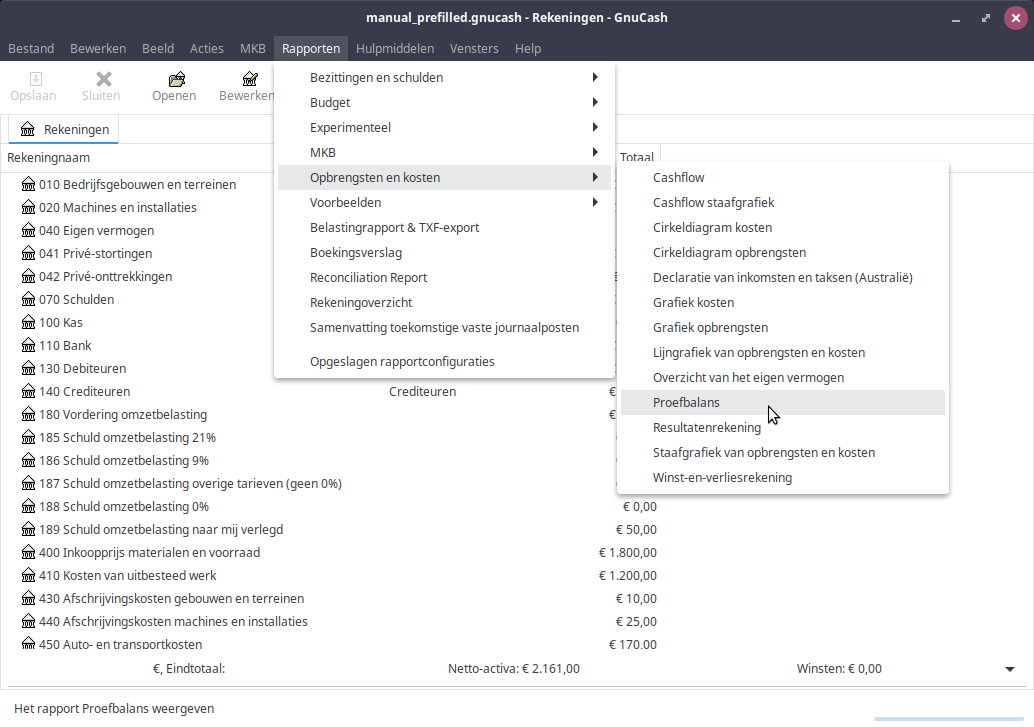 manual_prefilled.gnucash - Rekeningen - GnuCash
Bestand Bewerken Beeld Acties MKB Rapporten Hulpmiddelen Vensters Help
Opslaan Sluiten Openen Bewerken
Rekeningen
Rekeningnaam Totaal
Bezittingen en schulden
Budget
Experimenteel
MKB
Opbrengsten en kosten
Voorbeelden
Belastingrapport & TXF-export
Boekingsverslag
Reconciliation Report
Rekeningoverzicht
Samenvatting toekomstige vaste journaalposten
Opgeslagen rapportconfiguraties
Cashflow
Cashflow staafgrafiek
Cirkeldiagram kosten
Cirkeldiagram opbrengsten
Declaratie van inkomsten en taksen (Australië)
Grafiek kosten
Grafiek opbrengsten
Lijngrafiek van opbrengsten en kosten
Overzicht van het eigen vermogen
Proefbalans
Resultatenrekening
Staafgrafiek van opbrengsten en kosten
Winst-en-verliesrekening
010 Bedrijfsgebouwen en terreinen
020 Machines en installaties
040 Eigen vermogen
041 Privé-stortingen
042 Privé-onttrekkingen
070 Schulden
100 Kas
110 Bank
130 Debiteuren
140 Crediteuren Crediteuren €
180 Vordering omzetbelasting €
185 Schuld omzetbelasting 21%
186 Schuld omzetbelasting 9%
187 Schuld omzetbelasting overige tarieven (geen 0%)
188 Schuld omzetbelasting 0% € 0,00
189 Schuld omzetbelasting naar mij verlegd € 50,00
400 Inkoopprijs materialen en voorraad € 1.800,00
410 Kosten van uitbesteed werk € 1.200,00
430 Afschrijvingskosten gebouwen en terreinen € 10,00
440 Afschrijvingskosten machines en installaties € 25,00
450 Auto- en transportkosten € 170,00
€, Eindtotaal: Netto-activa: € 2.161,00 Winsten: € 0,00
Het rapport Proefbalans weergeven